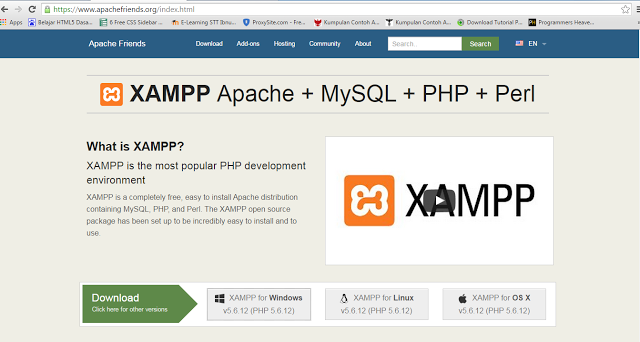 https://www.apachefriends.org/index.html
Apps Belajar HTML5 Dasar 6 Free CSS Sidebar E-Learning STT Ibnu ProxySite.com - Free Kumpulan Contoh A Kumpulan Contoh A Download Tutorial P Programmers Heave
Apache Friends Download Add-ons Hosting Community About Search... Search EN
XAMPP Apache + MySQL + PHP + Perl
What is XAMPP?
XAMPP is the most popular PHP development
environment
XAMPP is a completely free, easy to install Apache distribution
containing MySQL, PHP, and Perl. The XAMPP open source
package has been set up to be incredibly easy to install and to
use.
XAMPP
Download
Click here for other versions
XAMPP for Windows
v5.6.12 (PHP 5.6.12)
XAMPP for Linux
v5.6.12 (PHP 5.6.12)
XAMPP for OS X
v5.6.12 (PHP 5.6.12)